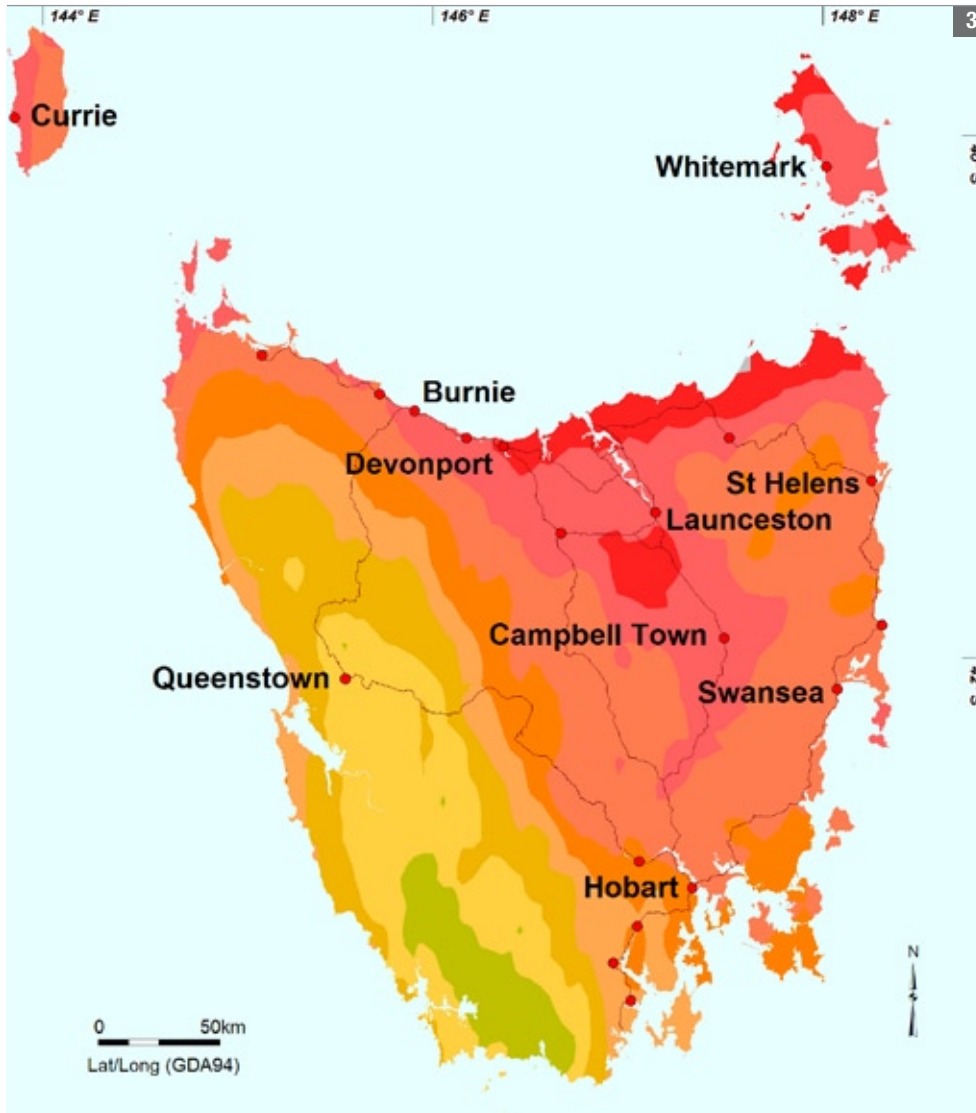 144° E
146° E
148° E
3
Currie
Whitemark
Burnie
Devonport
St Helens
Launceston
Campbell Town
Queenstown
Swansea
Hobart
N
0 50km
Lat/Long (GDA94)